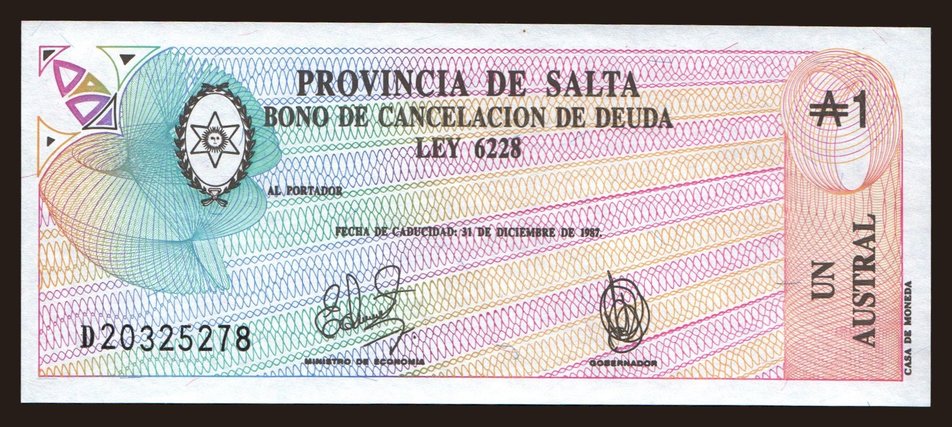 PROVINCIA DE SALTA
BONO DE CANCELACION DE DEUDA
LEY 6228
AL PORTADOR
FECHA DE CADUCIDAD: 31 DE DICIEMBRE DE 1987.
₳1
UN
AUSTRAL
D20325278
MINISTRO DE ECONOMIA
GOBERNADOR
CASA DE MONEDA